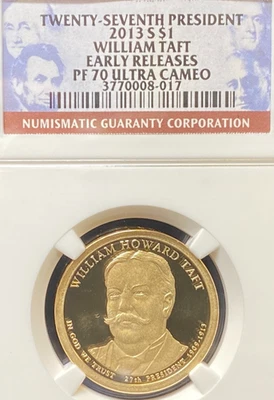 TWENTY-SEVENTH PRESIDENT
2013 S $1
WILLIAM TAFT
EARLY RELEASES
PF 70 ULTRA CAMEO
3770008-017
NUMISMATIC GUARANTY CORPORATION
WILLIAM HOWARD TAFT
IN GOD WE TRUST 27th PRESIDENT 1909-1913